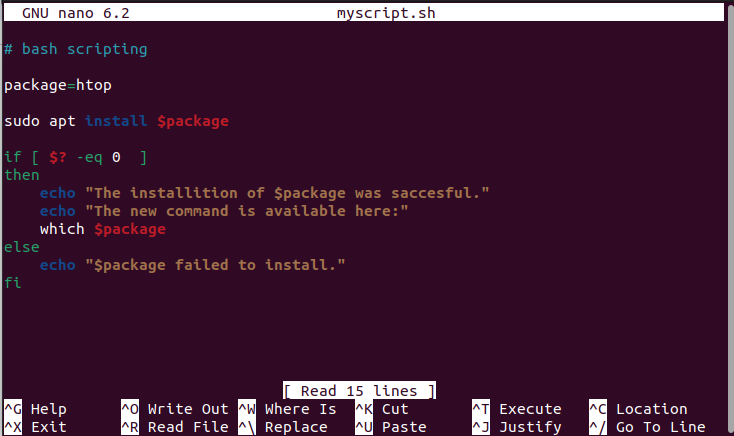 GNU nano 6.2 myscript.sh
# bash scripting
package=htop
sudo apt install $package
if [ $? -eq 0  ]
then
    echo "The installition of $package was saccesful."
    echo "The new command is available here:"
    which $package
else
    echo "$package failed to install."
fi
[ Read 15 lines ]
^G Help ^O Write Out ^W Where Is ^K Cut ^T Execute ^C Location
^X Exit ^R Read File ^\ Replace ^U Paste ^J Justify ^/ Go To Line